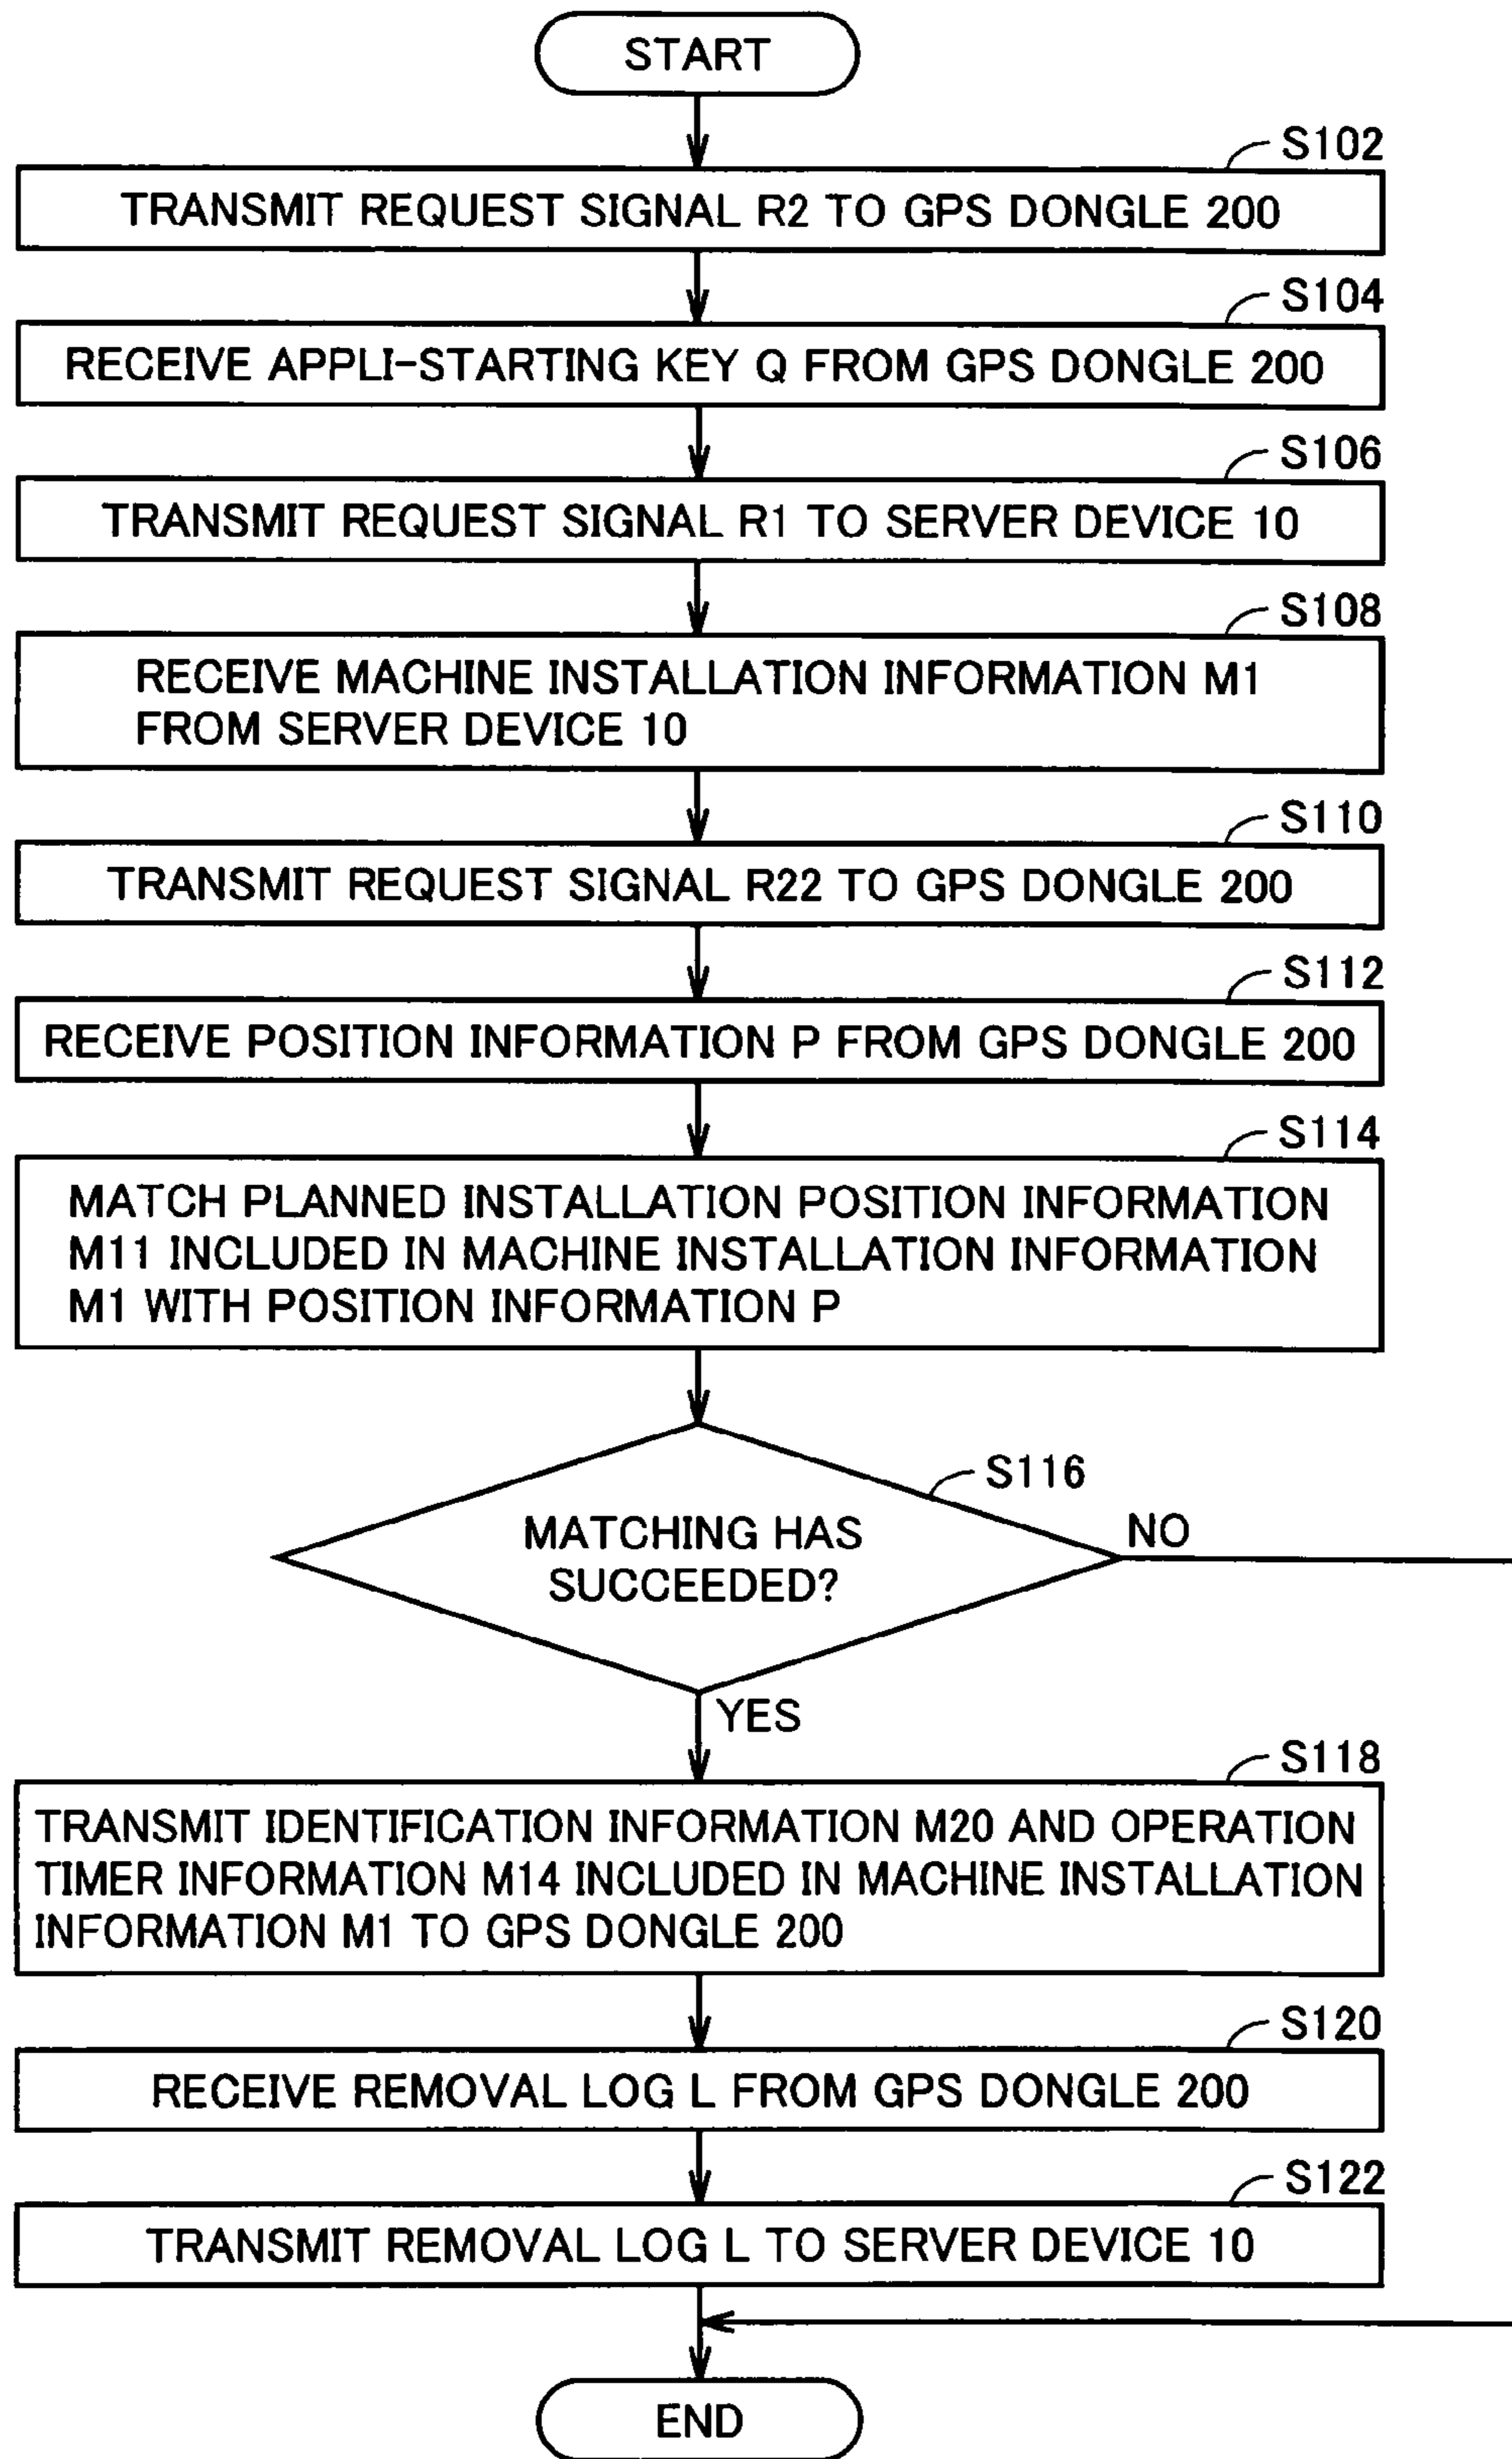 START
S102
TRANSMIT REQUEST SIGNAL R2 TO GPS DONGLE 200
S104
RECEIVE APPLI-STARTING KEY Q FROM GPS DONGLE 200
S106
TRANSMIT REQUEST SIGNAL R1 TO SERVER DEVICE 10
S108
RECEIVE MACHINE INSTALLATION INFORMATION M1
FROM SERVER DEVICE 10
S110
TRANSMIT REQUEST SIGNAL R22 TO GPS DONGLE 200
S112
RECEIVE POSITION INFORMATION P FROM GPS DONGLE 200
S114
MATCH PLANNED INSTALLATION POSITION INFORMATION
M11 INCLUDED IN MACHINE INSTALLATION INFORMATION
M1 WITH POSITION INFORMATION P
S116
MATCHING HAS
SUCCEEDED?
NO
YES
S118
TRANSMIT IDENTIFICATION INFORMATION M20 AND OPERATION
TIMER INFORMATION M14 INCLUDED IN MACHINE INSTALLATION
INFORMATION M1 TO GPS DONGLE 200
S120
RECEIVE REMOVAL LOG L FROM GPS DONGLE 200
S122
TRANSMIT REMOVAL LOG L TO SERVER DEVICE 10
END